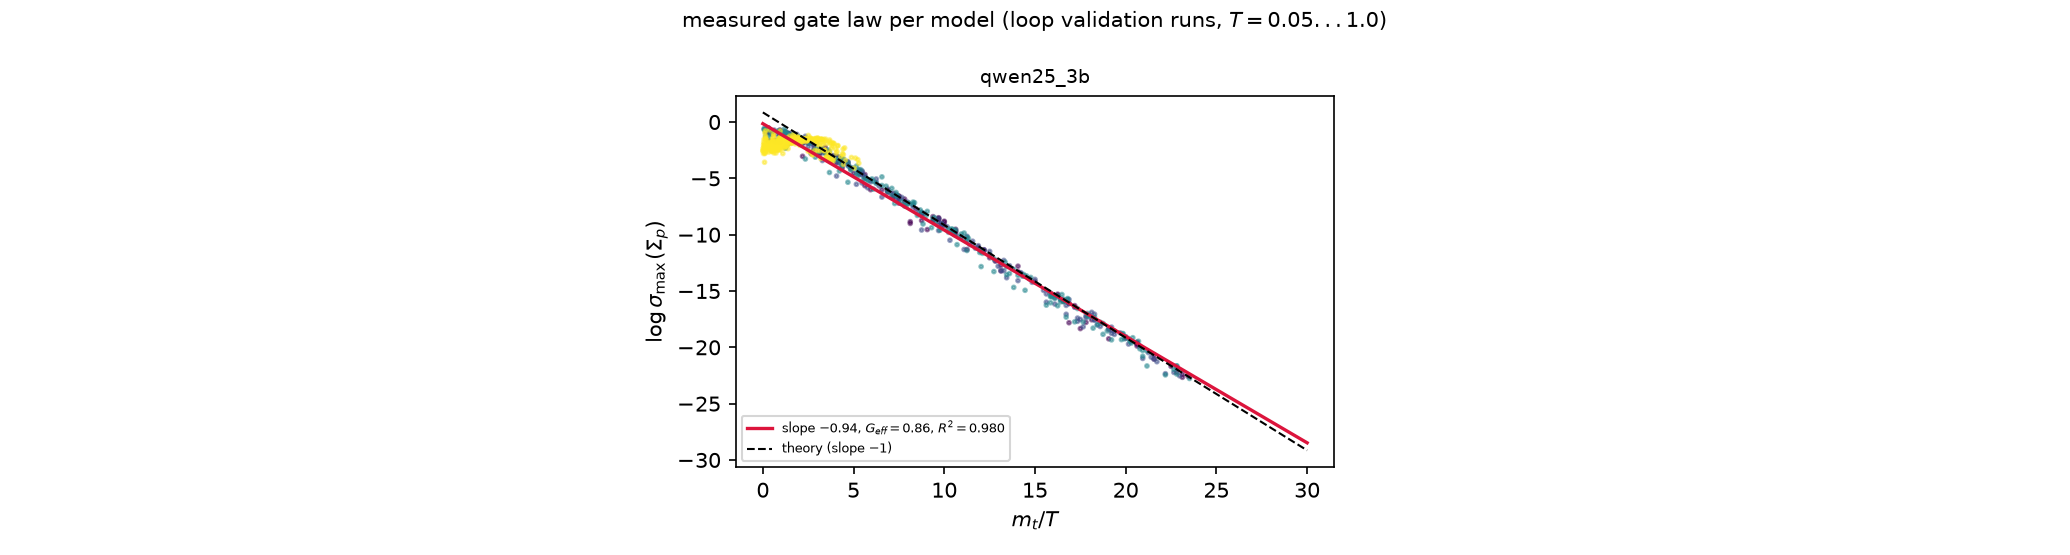 measured gate law per model (loop validation runs, T = 0.05...1.0)
qwen25_3b
0
−5
−10
−15
−20
−25
−30
log σmax(Σp)
slope −0.94, Geff = 0.86, R² = 0.980
theory (slope −1)
0 5 10 15 20 25 30
mt/T